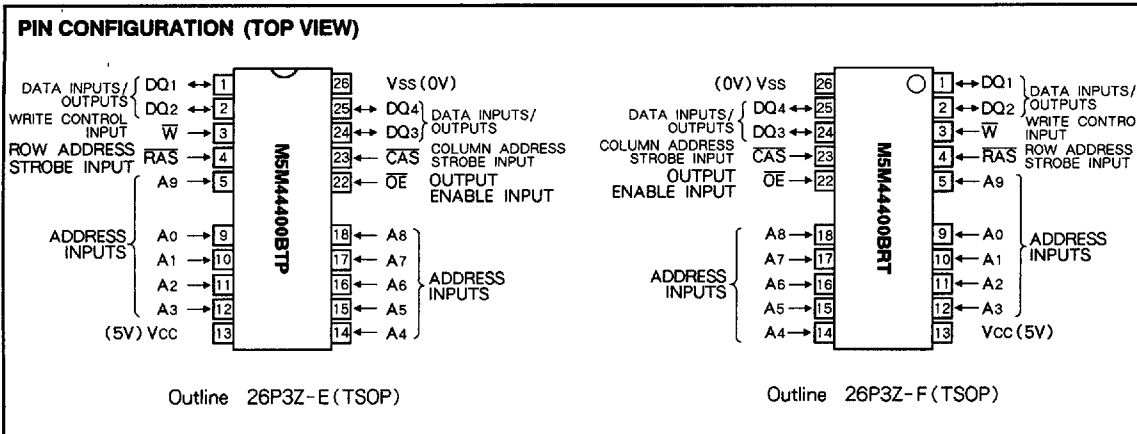 PIN CONFIGURATION (TOP VIEW)
DATA INPUTS/
OUTPUTS
DQ1
1
DQ2
2
WRITE CONTROL
INPUT
W
3
ROW ADDRESS
STROBE INPUT
RAS
4
A9
5
ADDRESS
INPUTS
A0
9
A1
10
A2
11
A3
12
(5V) VCC
13
M5M44400BTP
26
VSS (0V)
25
DQ4
24
DQ3
DATA INPUTS/
OUTPUTS
23
CAS
COLUMN ADDRESS
STROBE INPUT
22
OE
OUTPUT
ENABLE INPUT
18
A8
17
A7
16
A6
15
A5
14
A4
ADDRESS
INPUTS
Outline 26P3Z-E (TSOP)
(0V) VSS
26
DATA INPUTS/
OUTPUTS
DQ4
25
DQ3
24
COLUMN ADDRESS
STROBE INPUT
CAS
23
OUTPUT
ENABLE INPUT
OE
22
ADDRESS
INPUTS
A8
18
A7
17
A6
16
A5
15
A4
14
M5M44400BRT
1
DQ1
2
DQ2
DATA INPUTS/
OUTPUTS
3
W
WRITE CONTRO
INPUT
4
RAS
ROW ADDRESS
STROBE INPUT
5
A9
9
A0
10
A1
11
A2
12
A3
ADDRESS
INPUTS
13
VCC (5V)
Outline 26P3Z-F (TSOP)